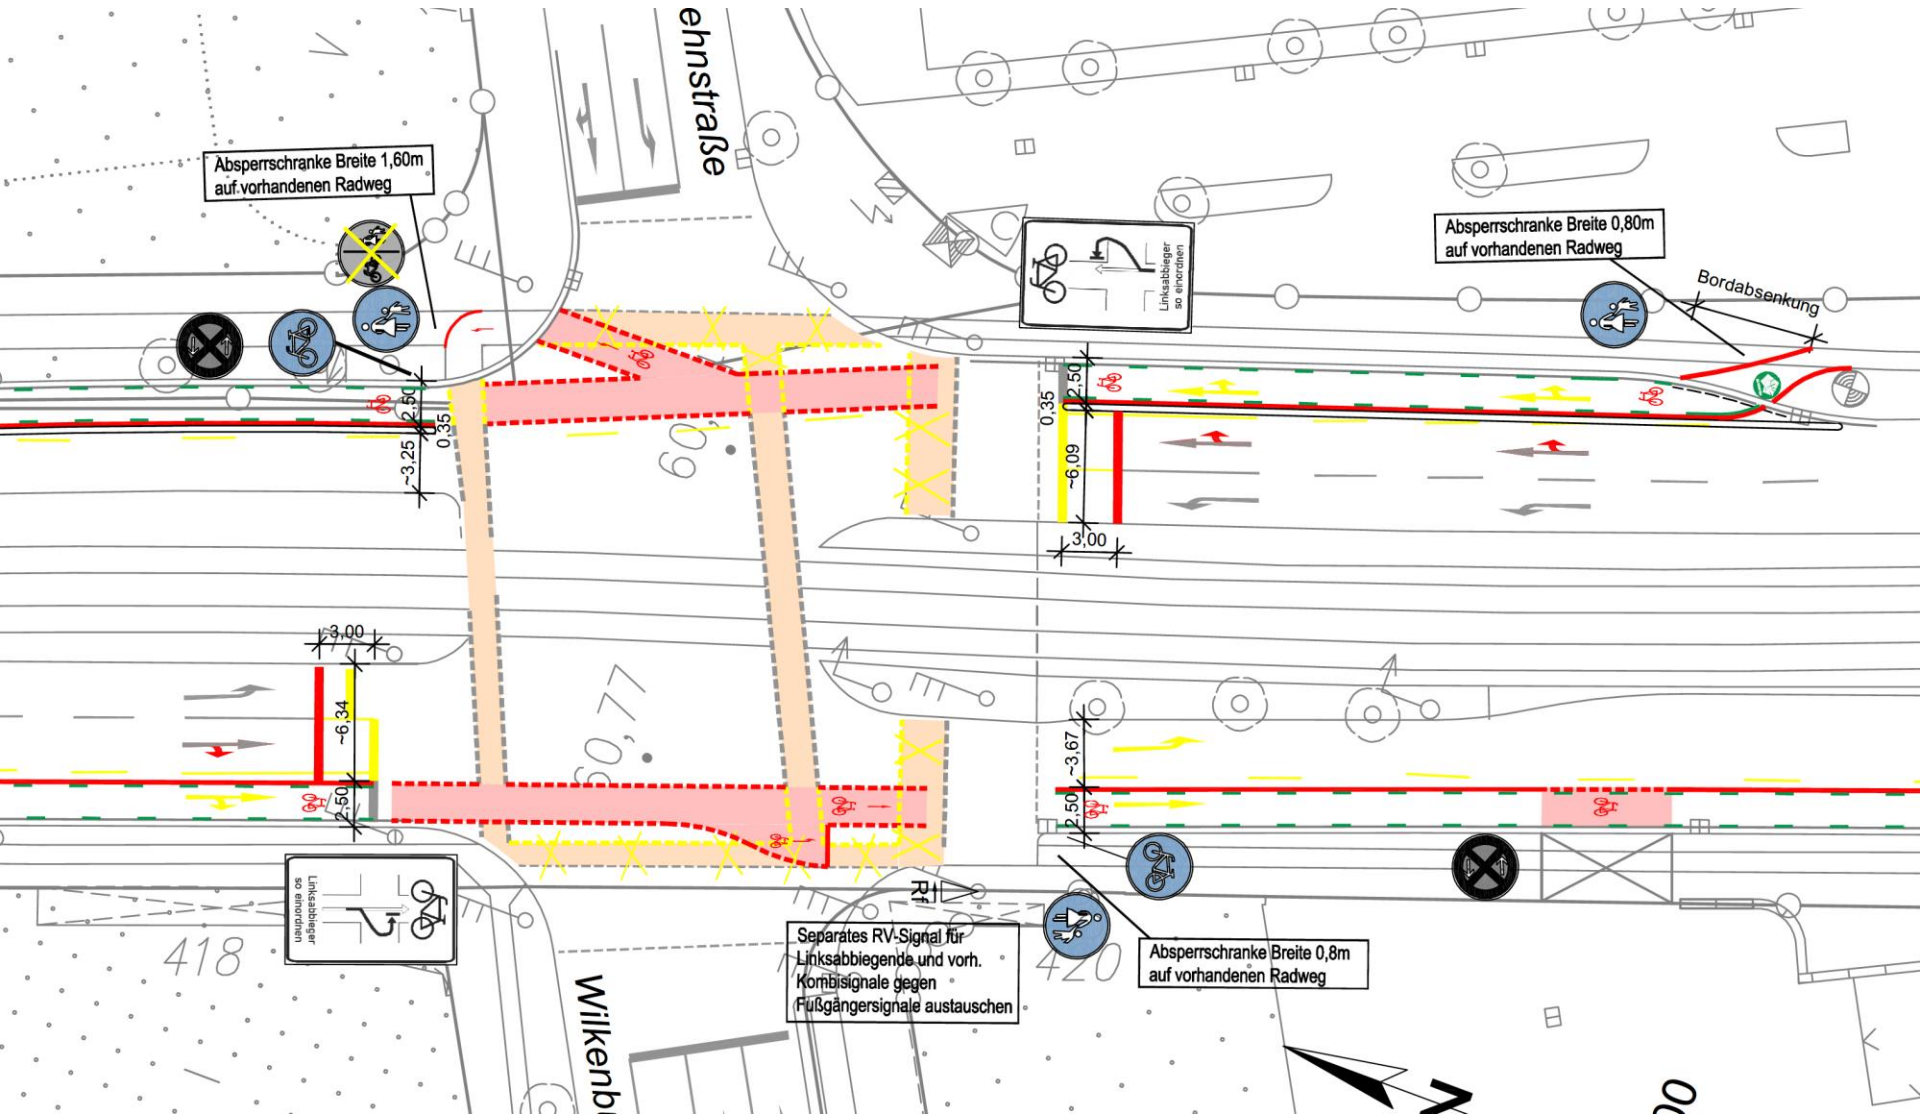 ehnstraße
Absperrschranke Breite 1,60m
auf vorhandenen Radweg
Linksabbieger
so einordnen
Absperrschranke Breite 0,80m
auf vorhandenen Radweg
Bordabsenkung
2,50
0,35
~3,25
60,
2,50
0,35
~6,09
3,00
3,00
~6,34
2,50
60,77
~3,67
2,50
Linksabbieger
so einordnen
418
Rf
Separates RV-Signal für
Linksabbiegende und vorh.
Kombisignale gegen
Fußgängersignale austauschen
420
Absperrschranke Breite 0,8m
auf vorhandenen Radweg
Wilkenb